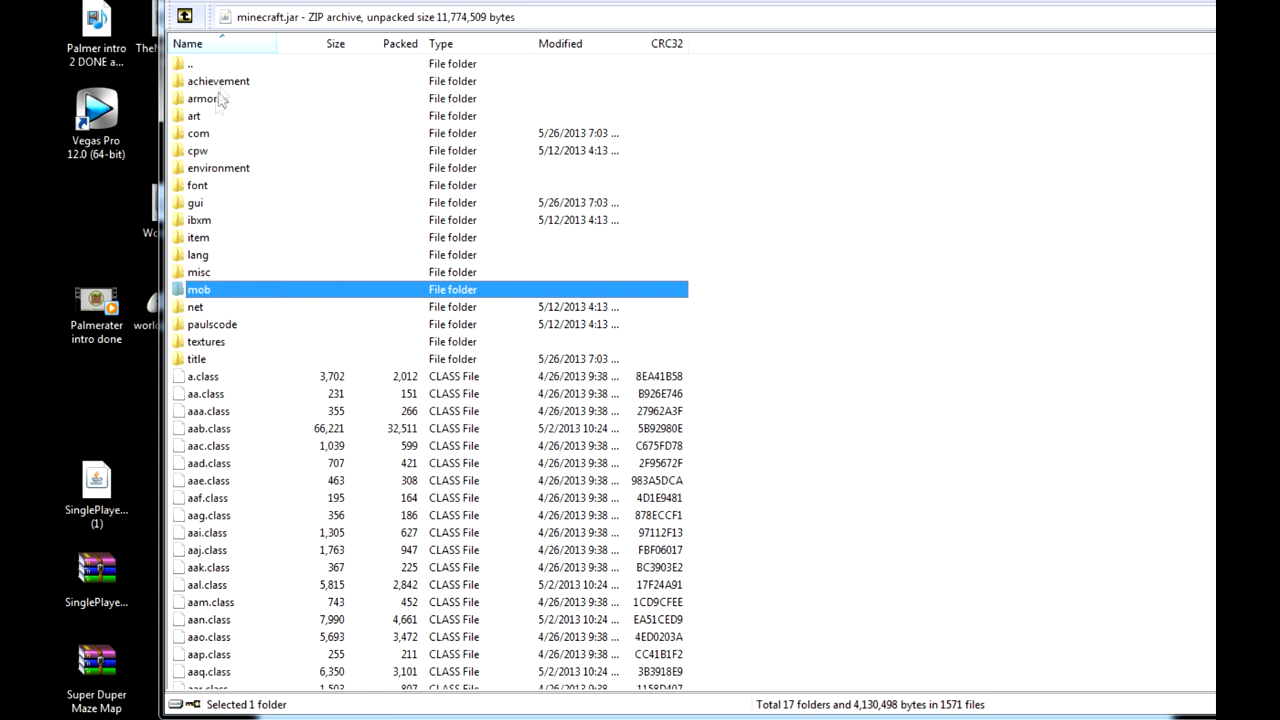 Palmer intro
2 DONE a...
Vegas Pro
12.0 (64-bit)
Palmerater
intro done
SinglePlaye...
(1)
SinglePlaye...
Super Duper
Maze Map
minecraft.jar - ZIP archive, unpacked size 11,774,509 bytes
Name Size Packed Type Modified CRC32
.. File folder
achievement File folder
armor File folder
art File folder
com File folder 5/26/2013 7:03 ...
cpw File folder 5/12/2013 4:13 ...
environment File folder
font File folder
gui File folder 5/26/2013 7:03 ...
ibxm File folder 5/12/2013 4:13 ...
item File folder
lang File folder
misc File folder
mob File folder
net File folder 5/12/2013 4:13 ...
paulscode File folder 5/12/2013 4:13 ...
textures File folder
title File folder 5/26/2013 7:03 ...
a.class 3,702 2,012 CLASS File 4/26/2013 9:38 ... 8EA41B58
aa.class 231 151 CLASS File 4/26/2013 9:38 ... B926E746
aaa.class 355 266 CLASS File 4/26/2013 9:38 ... 27962A3F
aab.class 66,221 32,511 CLASS File 5/2/2013 10:24 ... 5B92980E
aac.class 1,039 599 CLASS File 4/26/2013 9:38 ... C675FD78
aad.class 707 421 CLASS File 4/26/2013 9:38 ... 2F95672F
aae.class 463 308 CLASS File 4/26/2013 9:38 ... 983A5DCA
aaf.class 195 164 CLASS File 4/26/2013 9:38 ... 4D1E9481
aag.class 356 186 CLASS File 4/26/2013 9:38 ... 878ECCF1
aai.class 1,305 627 CLASS File 4/26/2013 9:38 ... 97112F13
aaj.class 1,763 947 CLASS File 4/26/2013 9:38 ... FBF06017
aak.class 367 225 CLASS File 4/26/2013 9:38 ... BC3903E2
aal.class 5,815 2,842 CLASS File 5/2/2013 10:24 ... 17F24A91
aam.class 743 452 CLASS File 4/26/2013 9:38 ... 1CD9CFEE
aan.class 7,990 4,661 CLASS File 5/2/2013 10:24 ... EA51CED9
aao.class 5,693 3,472 CLASS File 4/26/2013 9:38 ... 4ED0203A
aap.class 255 211 CLASS File 4/26/2013 9:38 ... CC41B1F2
aaq.class 6,350 3,101 CLASS File 5/2/2013 10:24 ... 3B3918E9
Selected 1 folder Total 17 folders and 4,130,498 bytes in 1571 files